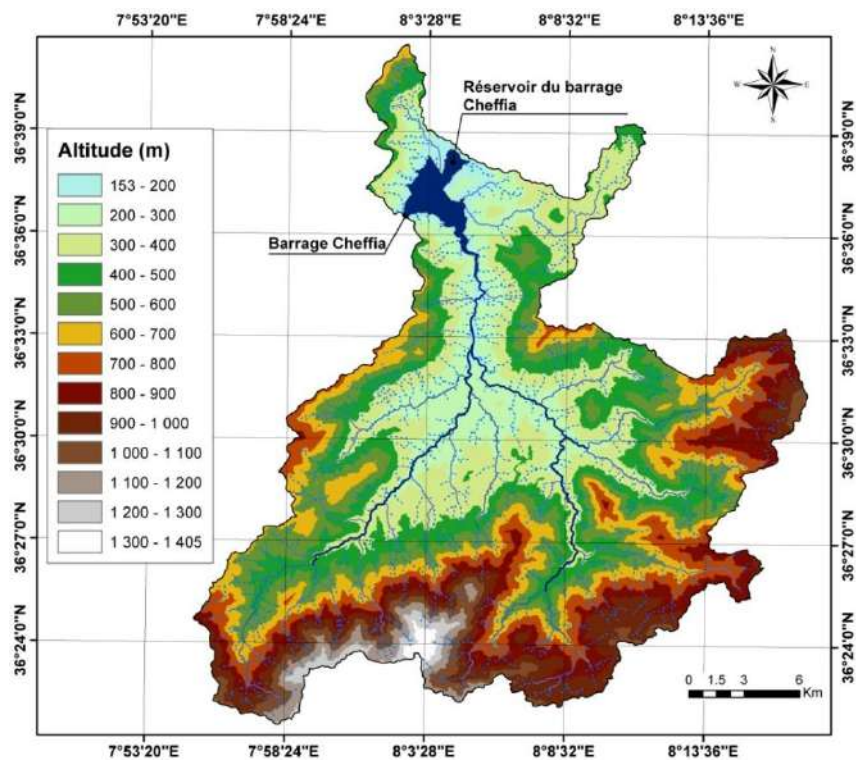 7°53'20"E 7°58'24"E 8°3'28"E 8°8'32"E 8°13'36"E
N
W E
S
Réservoir du barrage
Cheffia
36°39'0"N 36°39'0"N
Altitude (m)
153 - 200
200 - 300
300 - 400
400 - 500
500 - 600
600 - 700
700 - 800
800 - 900
900 - 1 000
1 000 - 1 100
1 100 - 1 200
1 200 - 1 300
1 300 - 1 405
Barrage Cheffia
36°36'0"N 36°36'0"N
36°33'0"N 36°33'0"N
36°30'0"N 36°30'0"N
36°27'0"N 36°27'0"N
36°24'0"N 36°24'0"N
0 1.5 3 6
Km
7°53'20"E 7°58'24"E 8°3'28"E 8°8'32"E 8°13'36"E